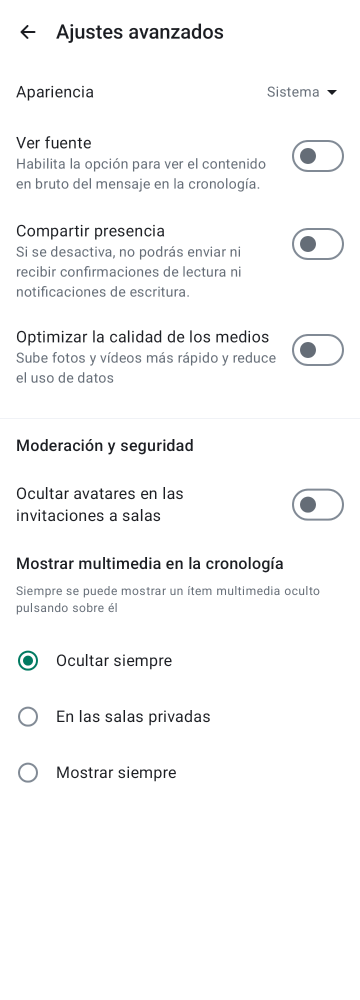 Ajustes avanzados
Apariencia
Sistema
Ver fuente
Habilita la opción para ver el contenido
en bruto del mensaje en la cronología.
Compartir presencia
Si se desactiva, no podrás enviar ni
recibir confirmaciones de lectura ni
notificaciones de escritura.
Optimizar la calidad de los medios
Sube fotos y vídeos más rápido y reduce
el uso de datos
Moderación y seguridad
Ocultar avatares en las
invitaciones a salas
Mostrar multimedia en la cronología
Siempre se puede mostrar un ítem multimedia oculto
pulsando sobre él
Ocultar siempre
En las salas privadas
Mostrar siempre